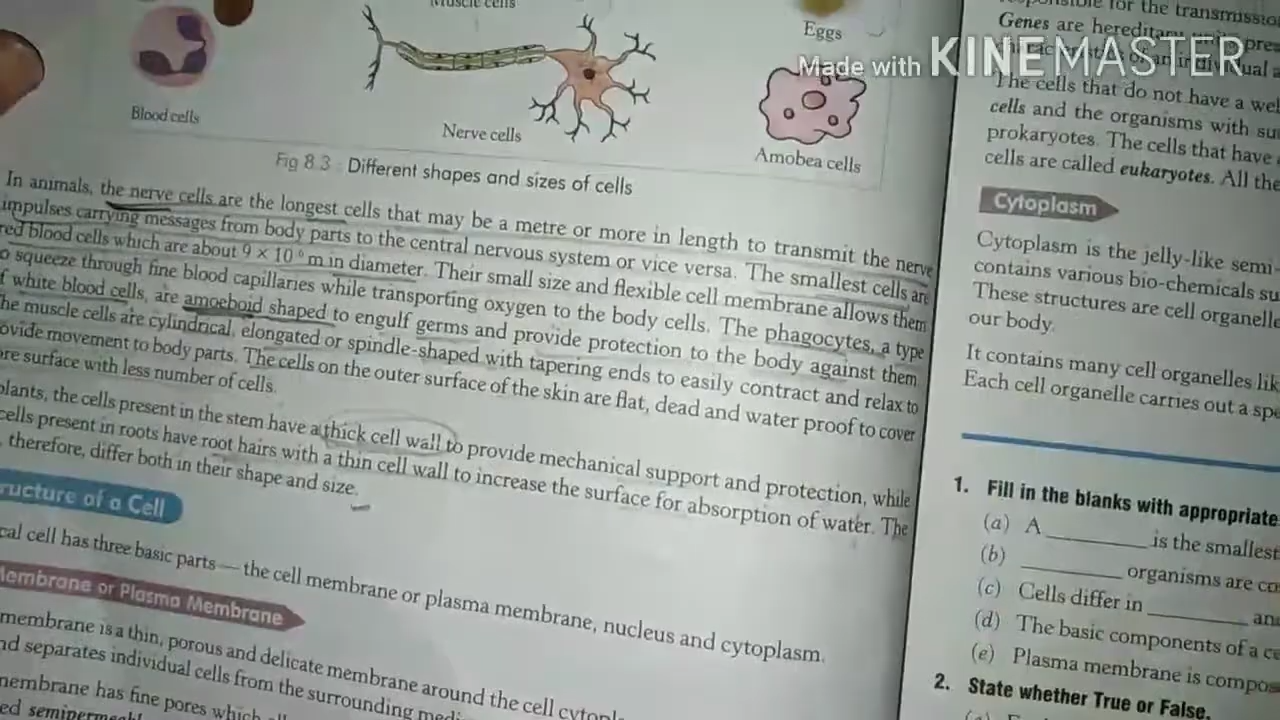 Muscle cells
Eggs
Made with KINEMASTER
Blood cells
Nerve cells
Amobea cells
Fig 8.3 : Different shapes and sizes of cells
In animals, the nerve cells are the longest cells that may be a metre or more in length to transmit the nerve
impulses carrying messages from body parts to the central nervous system or vice versa. The smallest cells are
red blood cells which are about 9 × 10 m in diameter. Their small size and flexible cell membrane allows them
squeeze through fine blood capillaries while transporting oxygen to the body cells. The phagocytes, a type
white blood cells, are amoeboid shaped to engulf germs and provide protection to the body against them.
he muscle cells are cylindrical, elongated or spindle-shaped with tapering ends to easily contract and relax to
ovide movement to body parts. The cells on the outer surface of the skin are flat, dead and water proof to cover
re surface with less number of cells.
plants, the cells present in the stem have a thick cell wall to provide mechanical support and protection, while
cells present in roots have root hairs with a thin cell wall to increase the surface for absorption of water. The
therefore, differ both in their shape and size.
ructure of a Cell
cal cell has three basic parts — the cell membrane or plasma membrane, nucleus and cytoplasm.
Membrane or Plasma Membrane
membrane is a thin, porous and delicate membrane around the cell cytopl
nd separates individual cells from the surrounding medi
membrane has fine pores which all
ed semipermeabl
for the transmissio
Genes are hereditary
of an individual a
The cells that do not have a wel
cells and the organisms with su
prokaryotes. The cells that have
cells are called eukaryotes. All the
Cytoplasm
Cytoplasm is the jelly-like semi-
contains various bio-chemicals su
These structures are cell organelle
our body.
It contains many cell organelles lik
Each cell organelle carries out a spe
1. Fill in the blanks with appropriate
(a) A ________ is the smallest
(b) ________ organisms are co
(c) Cells differ in ________ and
(d) The basic components of a ce
(e) Plasma membrane is compos
2. State whether True or False.